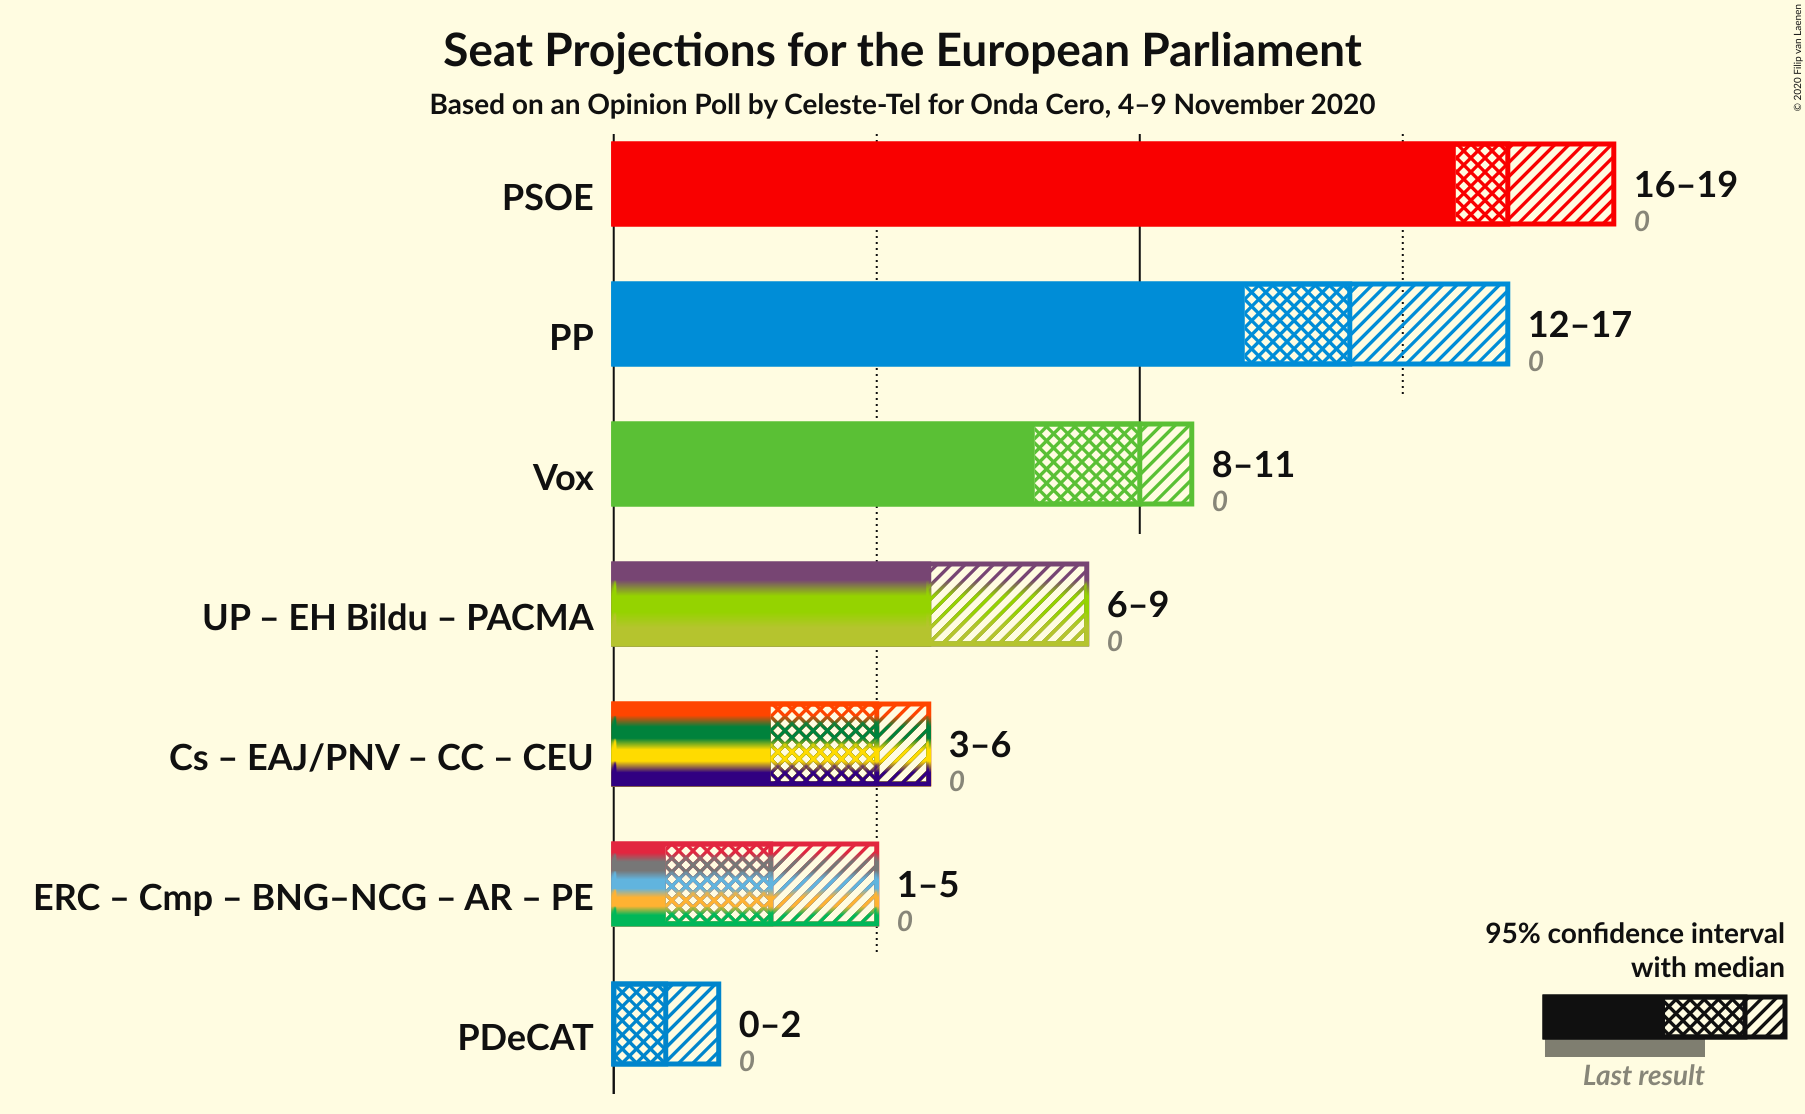 Seat Projections for the European Parliament
Based on an Opinion Poll by Celeste-Tel for Onda Cero, 4–9 November 2020
© 2020 Filip van Laenen
PSOE
16–19
0
PP
12–17
0
Vox
8–11
0
UP – EH Bildu – PACMA
6–9
0
Cs – EAJ/PNV – CC – CEU
3–6
0
ERC – Cmp – BNG–NCG – AR – PE
1–5
0
PDeCAT
0–2
0
95% confidence interval
with median
Last result